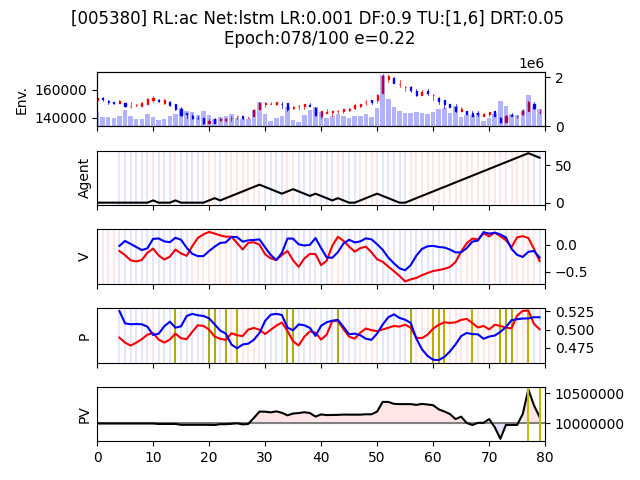 [005380] RL:ac Net:lstm LR:0.001 DF:0.9 TU:[1,6] DRT:0.05
Epoch:078/100 e=0.22
1e6
Env.
160000
140000
2
0
Agent
50
0
V
0.0
−0.5
P
0.525
0.500
0.475
PV
10500000
10000000
0 10 20 30 40 50 60 70 80